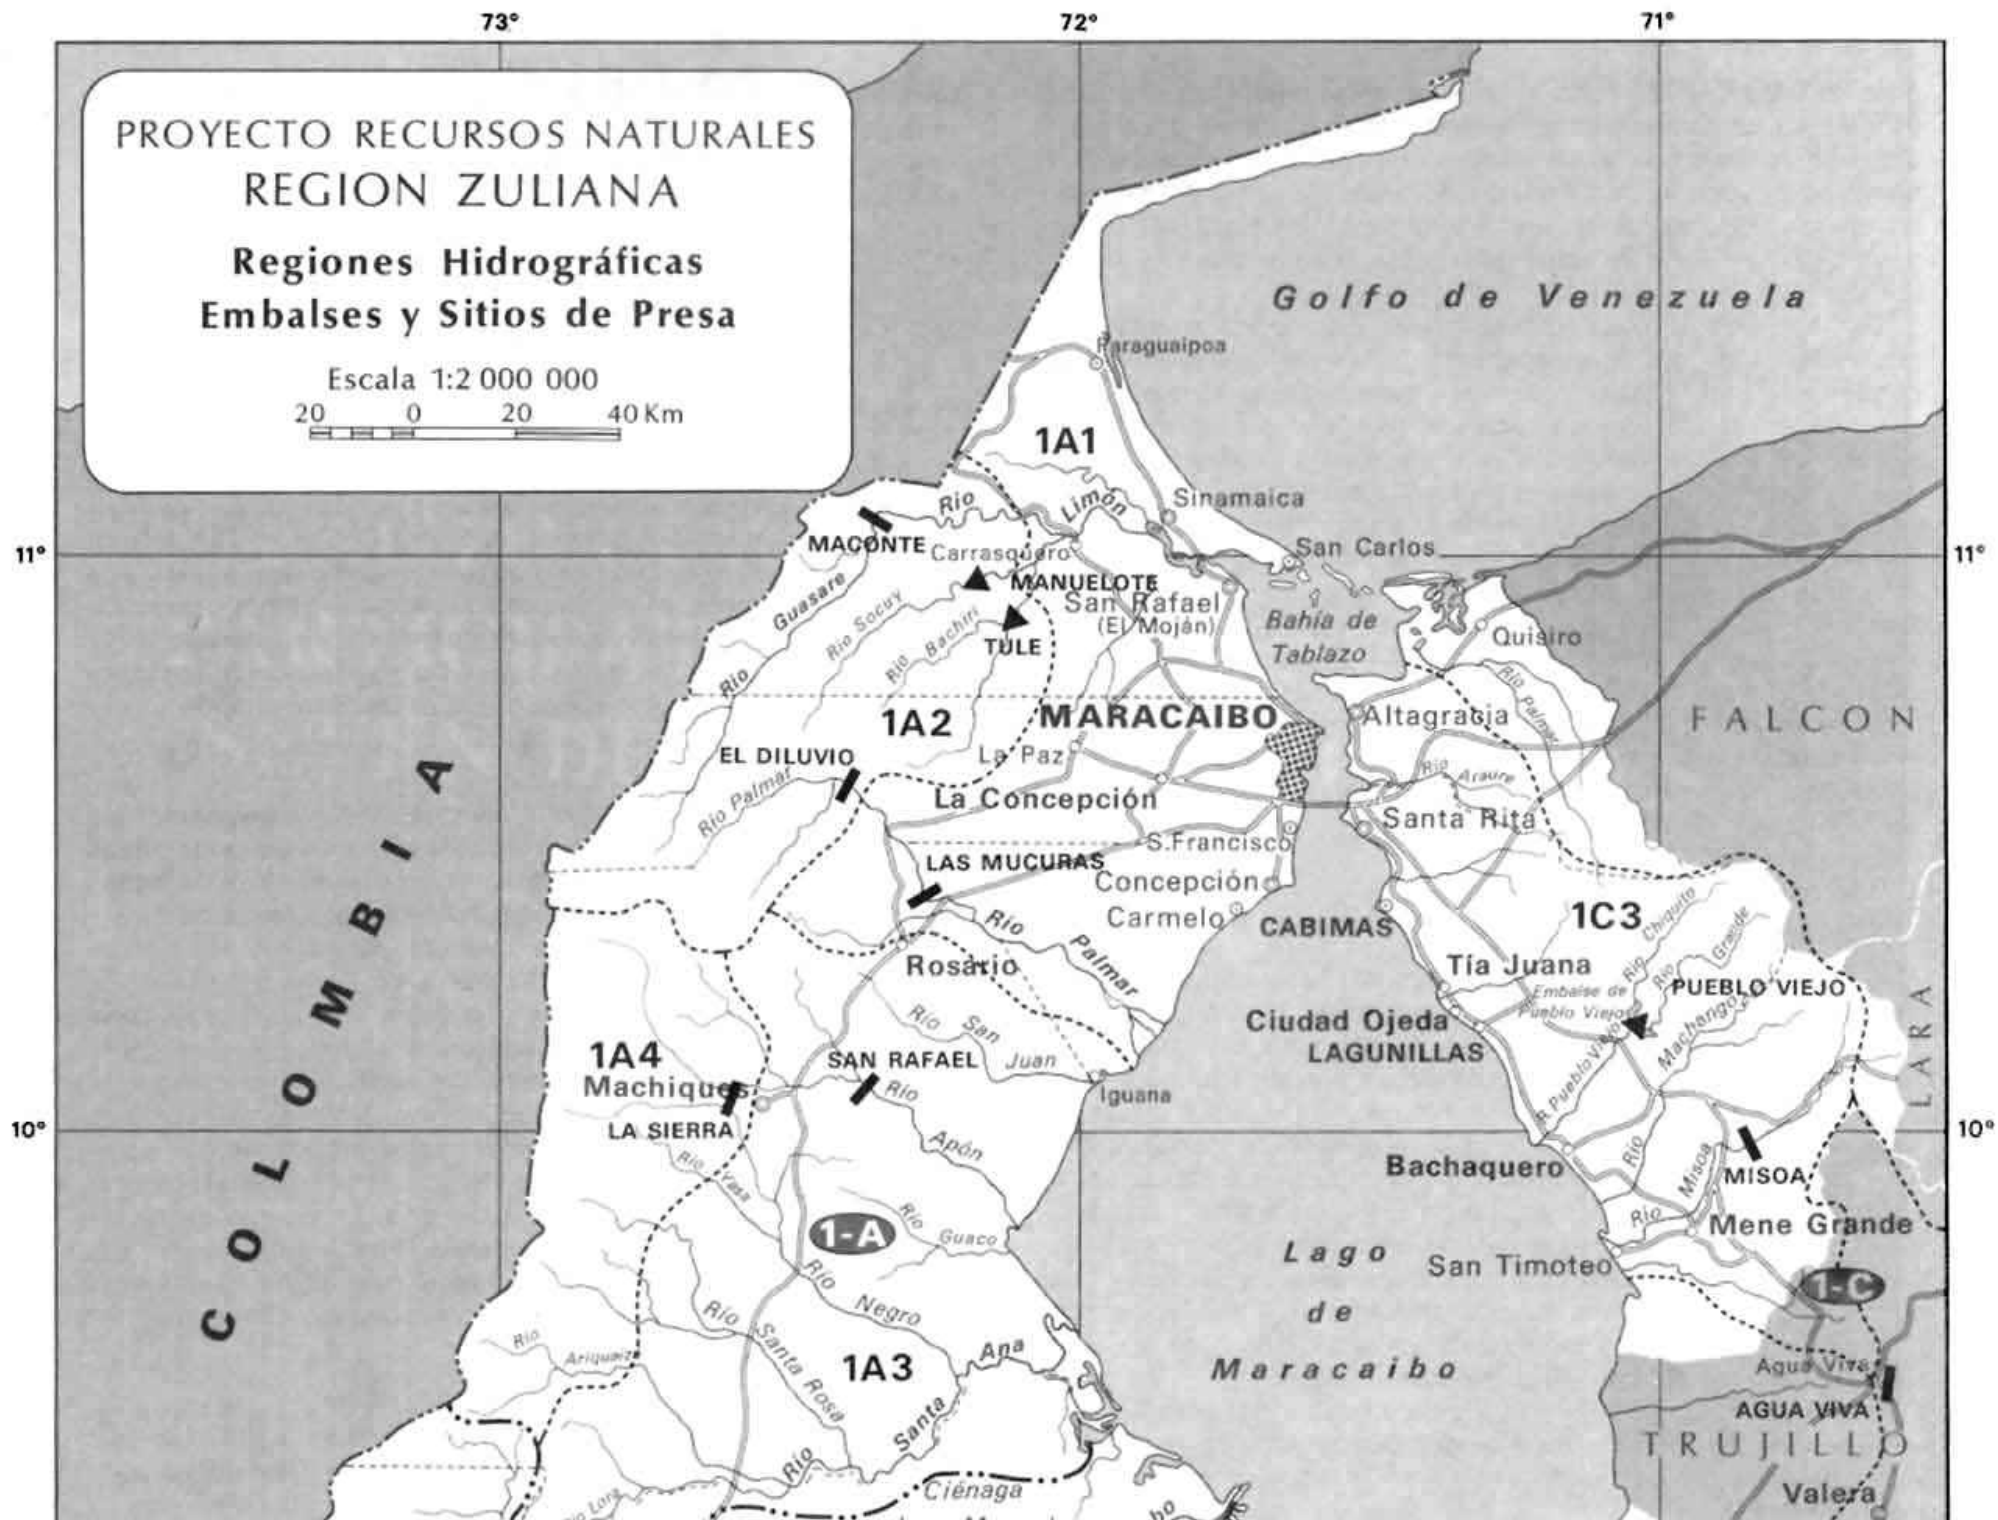 73° 72° 71°
PROYECTO RECURSOS NATURALES
REGION ZULIANA
Regiones Hidrográficas
Embalses y Sitios de Presa
Escala 1:2 000 000
20 0 20 40 Km
Golfo de Venezuela
Paraguaipoa
1A1
Río Limón
Sinamaica
11°
MACONTE
Carrasquero
San Carlos
11°
MANUELOTE
Río Guasare
Río Socuy
San Rafael
(El Moján)
Bahía de
Tablazo
Río Bachiri
TULE
Quisiro
Río Palmar
1A2
MARACAIBO
Altagracia
FALCON
EL DILUVIO
La Paz
Río Palmar
La Concepción
Río Araure
Santa Rita
S.Francisco
LAS MUCURAS
Concepción
Carmelo
CABIMAS
1C3
Río Chiquito
Río Grande
Río Palmar
Rosario
Tía Juana
PUEBLO VIEJO
Embalse de
Pueblo Viejo
Río San Juan
Ciudad Ojeda
LAGUNILLAS
R. Pueblo Viejo
Río Machango
LARA
1A4
SAN RAFAEL
Machiques
Río Apón
Iguana
10°
LA SIERRA
10°
Río Yasa
Bachaquero
MISOA
Río Misoa
1-A
Río Guaco
Mene Grande
San Timoteo
1-C
COLOMBIA
Lago
de
Maracaibo
Río Negro
Río Santa Rosa
Río Ariquaiz
1A3
Río Santa Ana
Agua Viva
AGUA VIVA
TRUJILLO
Valera
Río Lora
Ciénaga
bo